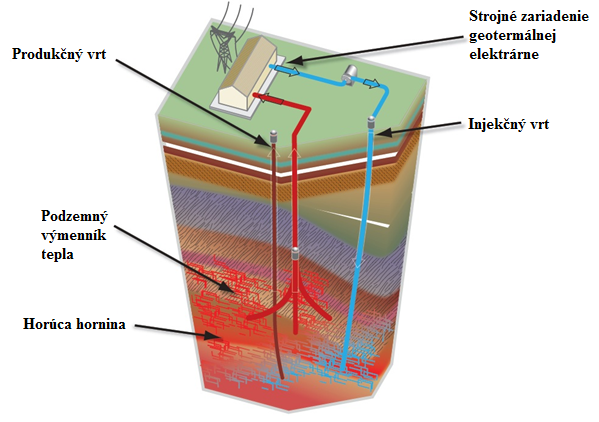 Strojné zariadenie
geotermálnej
elektrárne
Produkčný vrt
Injekčný vrt
Podzemný
výmenník
tepla
Horúca hornina